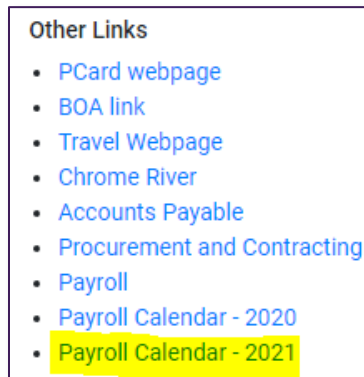 Other Links
• PCard webpage
• BOA link
• Travel Webpage
• Chrome River
• Accounts Payable
• Procurement and Contracting
• Payroll
• Payroll Calendar - 2020
• Payroll Calendar - 2021